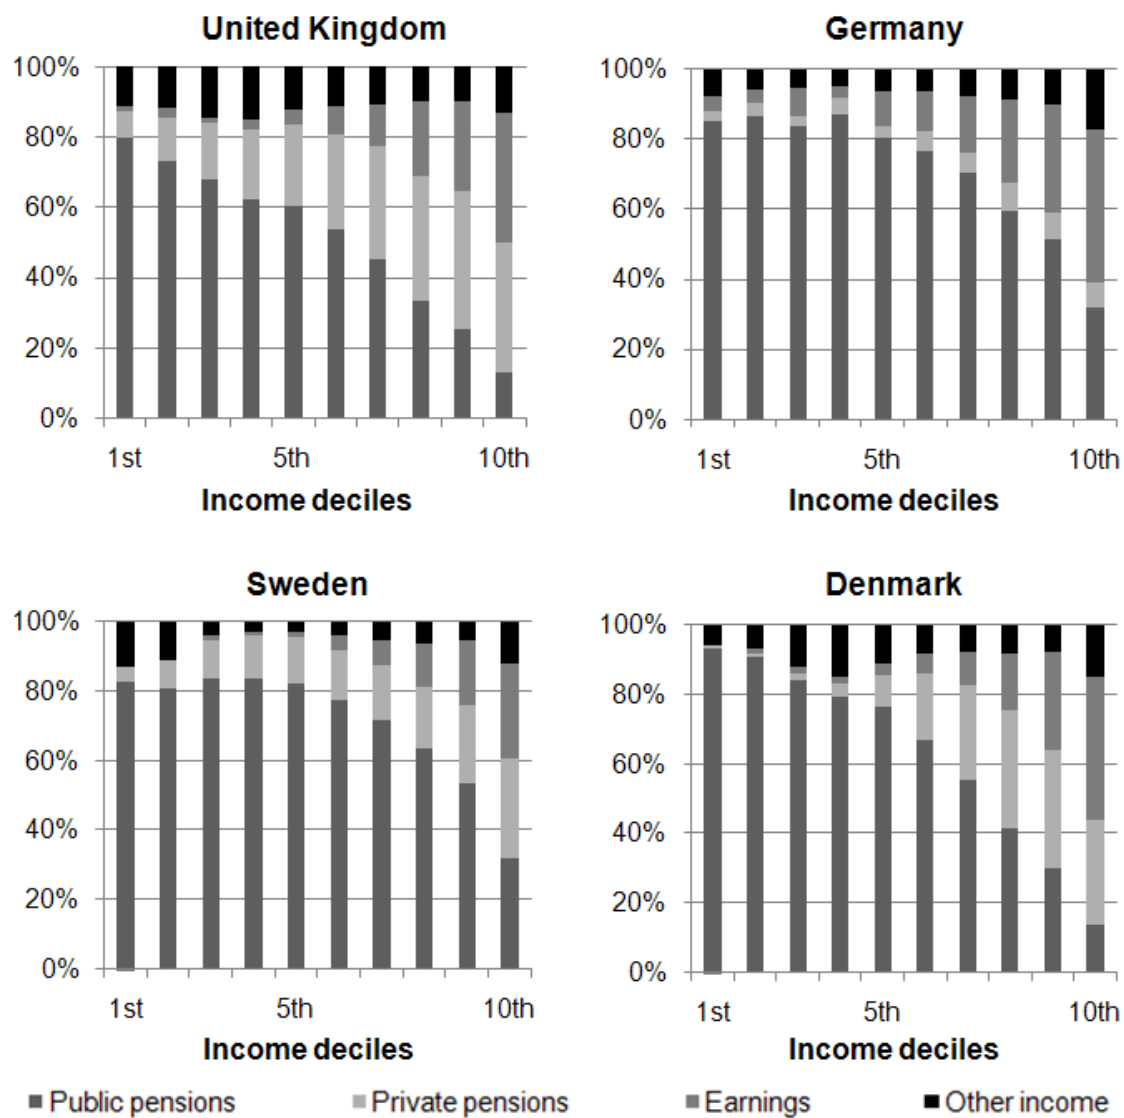 United Kingdom
100%
80%
60%
40%
20%
0%
1st 5th 10th
Income deciles
Germany
100%
80%
60%
40%
20%
0%
1st 5th 10th
Income deciles
Sweden
100%
80%
60%
40%
20%
0%
1st 5th 10th
Income deciles
Denmark
100%
80%
60%
40%
20%
0%
1st 5th 10th
Income deciles
Public pensions Private pensions Earnings Other income